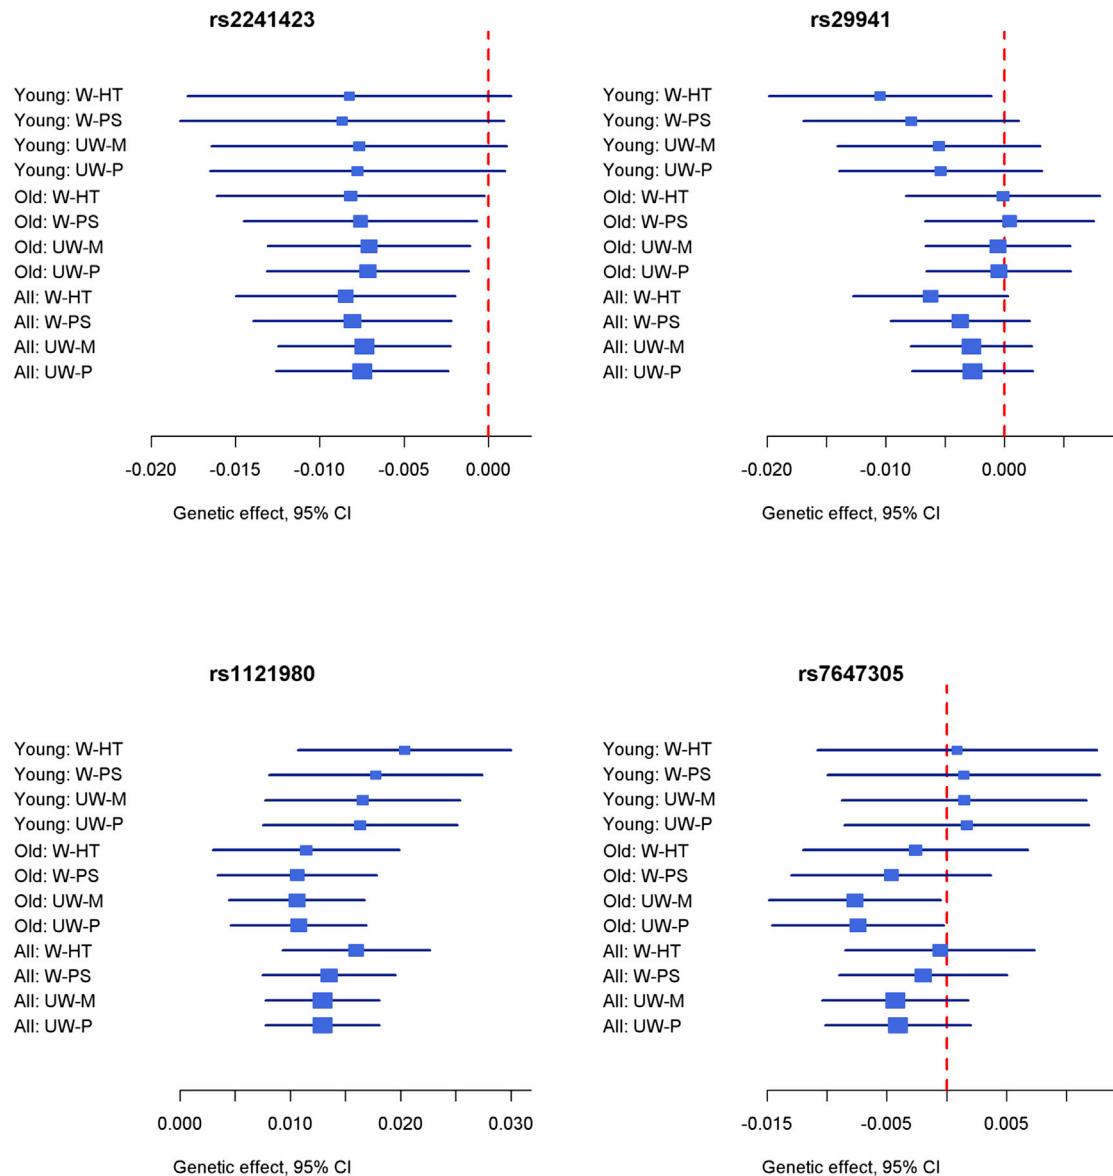 rs2241423
Young: W-HT
Young: W-PS
Young: UW-M
Young: UW-P
Old: W-HT
Old: W-PS
Old: UW-M
Old: UW-P
All: W-HT
All: W-PS
All: UW-M
All: UW-P
-0.020 -0.015 -0.010 -0.005 0.000
Genetic effect, 95% CI
rs29941
Young: W-HT
Young: W-PS
Young: UW-M
Young: UW-P
Old: W-HT
Old: W-PS
Old: UW-M
Old: UW-P
All: W-HT
All: W-PS
All: UW-M
All: UW-P
-0.020 -0.010 0.000
Genetic effect, 95% CI
rs1121980
Young: W-HT
Young: W-PS
Young: UW-M
Young: UW-P
Old: W-HT
Old: W-PS
Old: UW-M
Old: UW-P
All: W-HT
All: W-PS
All: UW-M
All: UW-P
0.000 0.010 0.020 0.030
Genetic effect, 95% CI
rs7647305
Young: W-HT
Young: W-PS
Young: UW-M
Young: UW-P
Old: W-HT
Old: W-PS
Old: UW-M
Old: UW-P
All: W-HT
All: W-PS
All: UW-M
All: UW-P
-0.015 -0.005 0.005
Genetic effect, 95% CI